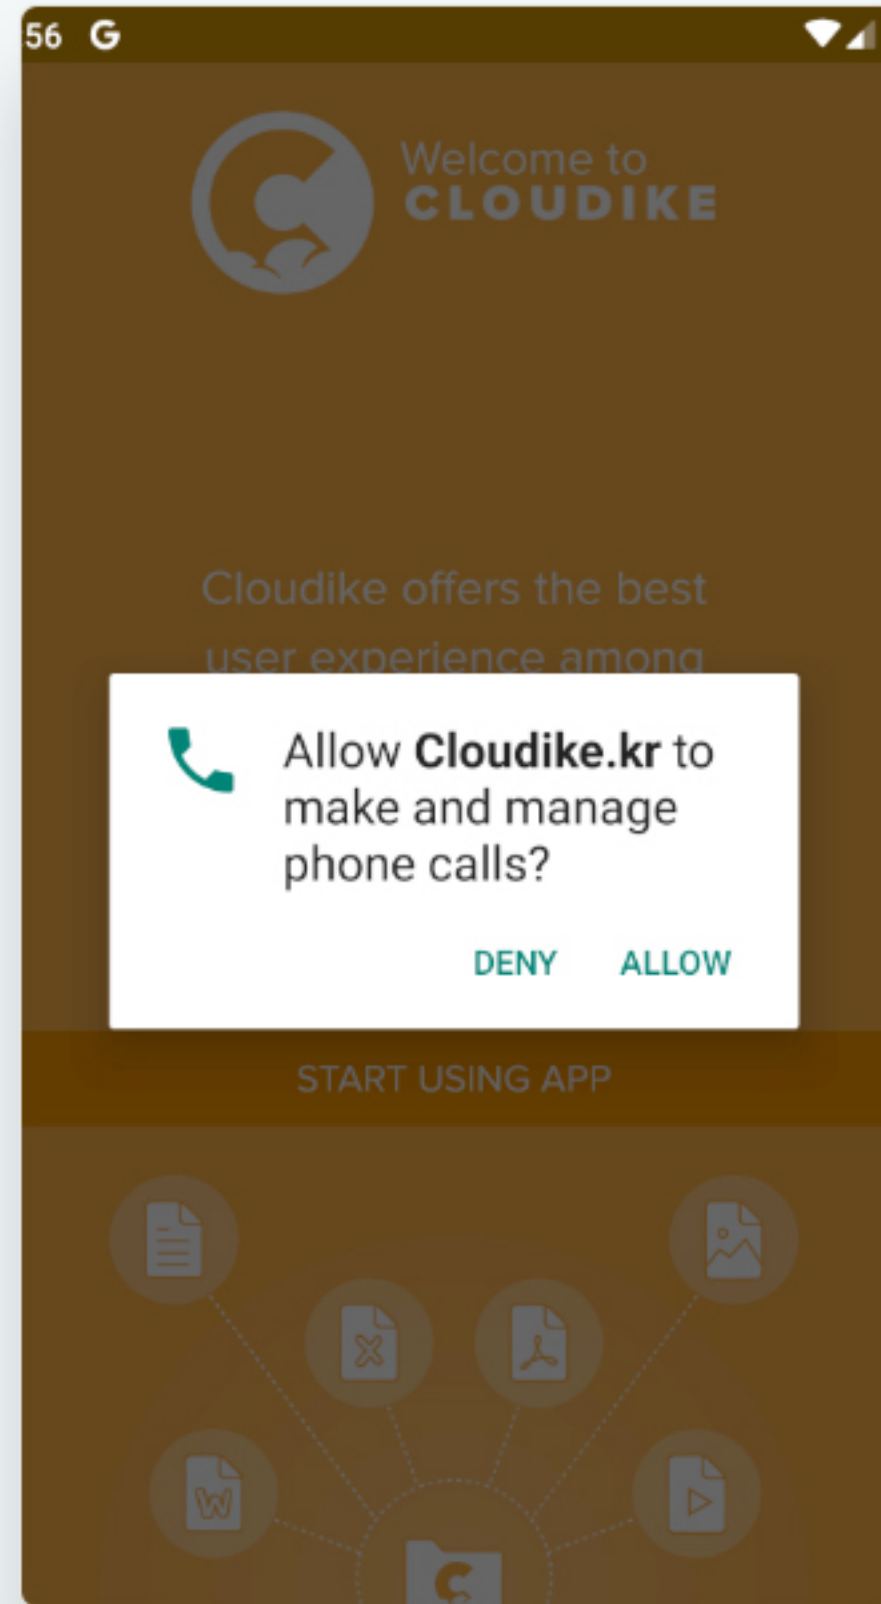 56 G
Welcome to
CLOUDIKE
Cloudike offers the best
user experience among
Allow Cloudike.kr to
make and manage
phone calls?
DENY ALLOW
START USING APP
X
W
C